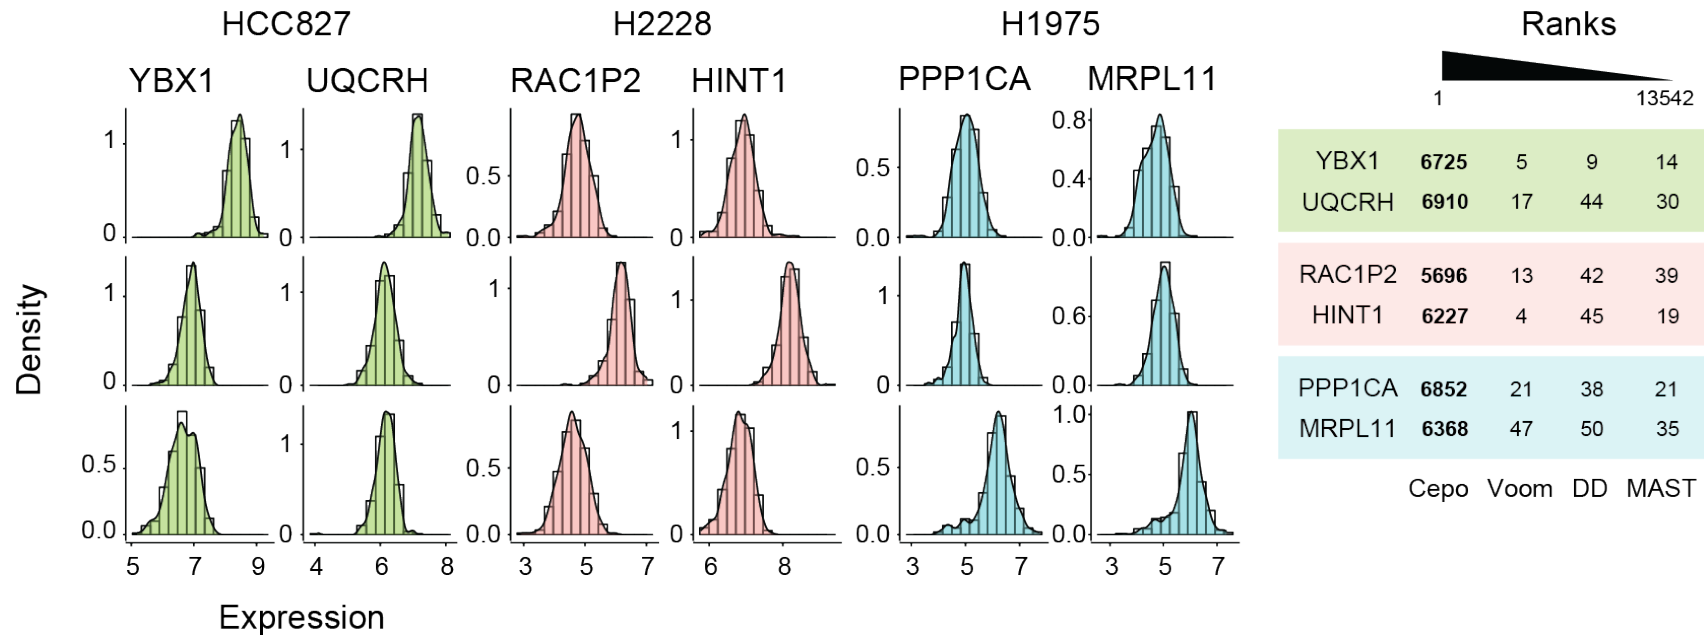 HCC827 H2228 H1975 Ranks
YBX1 UQCRH RAC1P2 HINT1 PPP1CA MRPL11
1 13542
1 1 0.5 1 0.5 0.8
0.4
0 0 0.0 0 0.0 0.0
1 1 1 1 1 0.6
0 0 0 0 0 0.0
0.5 1 0.5 1 0.5 1.0
0.5
0.0 0 0.0 0 0.0 0.0
5 7 9 4 6 8 3 5 7 6 8 3 5 7 3 5 7
Density
Expression
YBX1 6725 5 9 14
UQCRH 6910 17 44 30
RAC1P2 5696 13 42 39
HINT1 6227 4 45 19
PPP1CA 6852 21 38 21
MRPL11 6368 47 50 35
Cepo Voom DD MAST